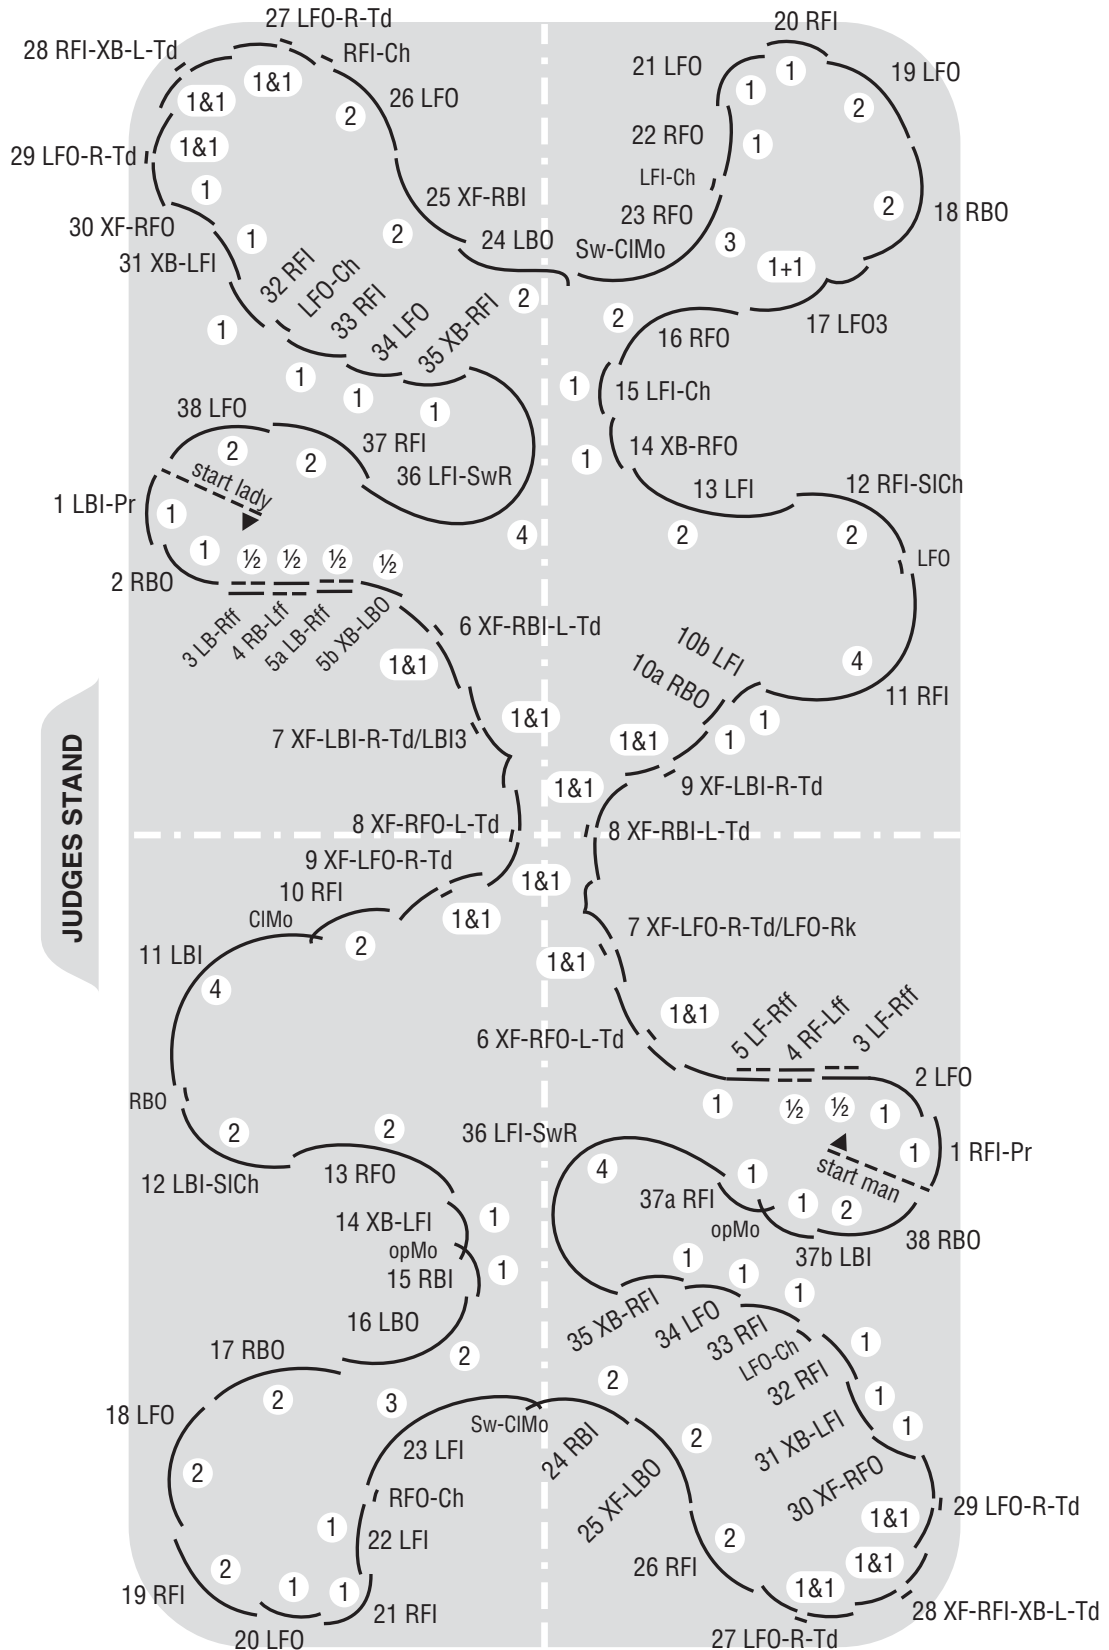 27 LFO-R-Td
28 RFI-XB-L-Td
RFI-Ch
1&1
1&1
26 LFO
2
1&1
29 LFO-R-Td
1
25 XF-RBI
30 XF-RFO
1
2
24 LBO
31 XB-LFI
32 RFI
LFO-Ch
33 RFI
34 LFO
35 XB-RFI
2
1
1
1
1
38 LFO
2
2
37 RFI
36 LFI-SwR
start lady
4
1 LBI-Pr
1
1
½
½
½
½
2 RBO
3 LB-Rff
4 RB-Lff
5a LB-Rff
5b XB-LBO
6 XF-RBI-L-Td
1&1
1&1
7 XF-LBI-R-Td/LBI3
8 XF-RFO-L-Td
20 RFI
21 LFO
1
1
19 LFO
2
22 RFO
1
LFI-Ch
23 RFO
2
18 RBO
Sw-ClMo
3
1+1
17 LFO3
2
16 RFO
1
15 LFI-Ch
14 XB-RFO
1
13 LFI
2
12 RFI-SlCh
2
LFO
4
11 RFI
10b LFI
10a RBO
1
1
1&1
9 XF-LBI-R-Td
1&1
8 XF-RBI-L-Td
JUDGES STAND
9 XF-LFO-R-Td
1&1
1&1
10 RFI
ClMo
2
11 LBI
4
RBO
2
2
12 LBI-SlCh
13 RFO
14 XB-LFI
1
opMo
15 RBI
1
16 LBO
2
17 RBO
2
3
18 LFO
Sw-ClMo
23 LFI
2
RFO-Ch
1
22 LFI
2
1
1
19 RFI
21 RFI
20 LFO
7 XF-LFO-R-Td/LFO-Rk
1&1
1&1
6 XF-RFO-L-Td
5 LF-Rff
4 RF-Lff
3 LF-Rff
2 LFO
1
½
½
1
36 LFI-SwR
1
1 RFI-Pr
start man
4
1
37a RFI
1
2
opMo
38 RBO
37b LBI
1
1
1
35 XB-RFI
34 LFO
33 RFI
LFO-Ch
32 RFI
1
2
1
1
24 RBI
2
31 XB-LFI
30 XF-RFO
25 XF-LBO
29 LFO-R-Td
1&1
2
1&1
26 RFI
1&1
28 XF-RFI-XB-L-Td
27 LFO-R-Td